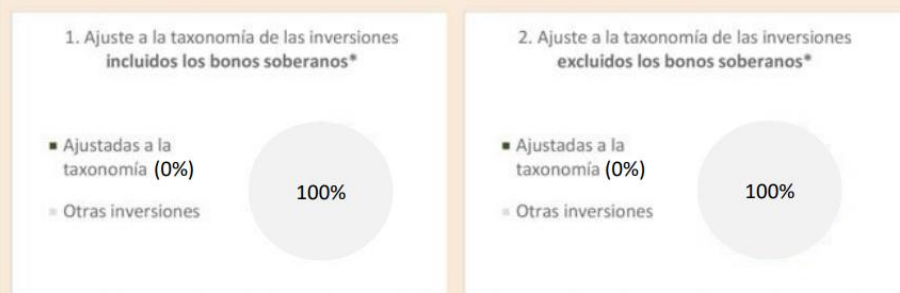 1. Ajuste a la taxonomía de las inversiones
incluidos los bonos soberanos*
Ajustadas a la
taxonomía (0%)
Otras inversiones
100%
2. Ajuste a la taxonomía de las inversiones
excluidos los bonos soberanos*
Ajustadas a la
taxonomía (0%)
Otras inversiones
100%